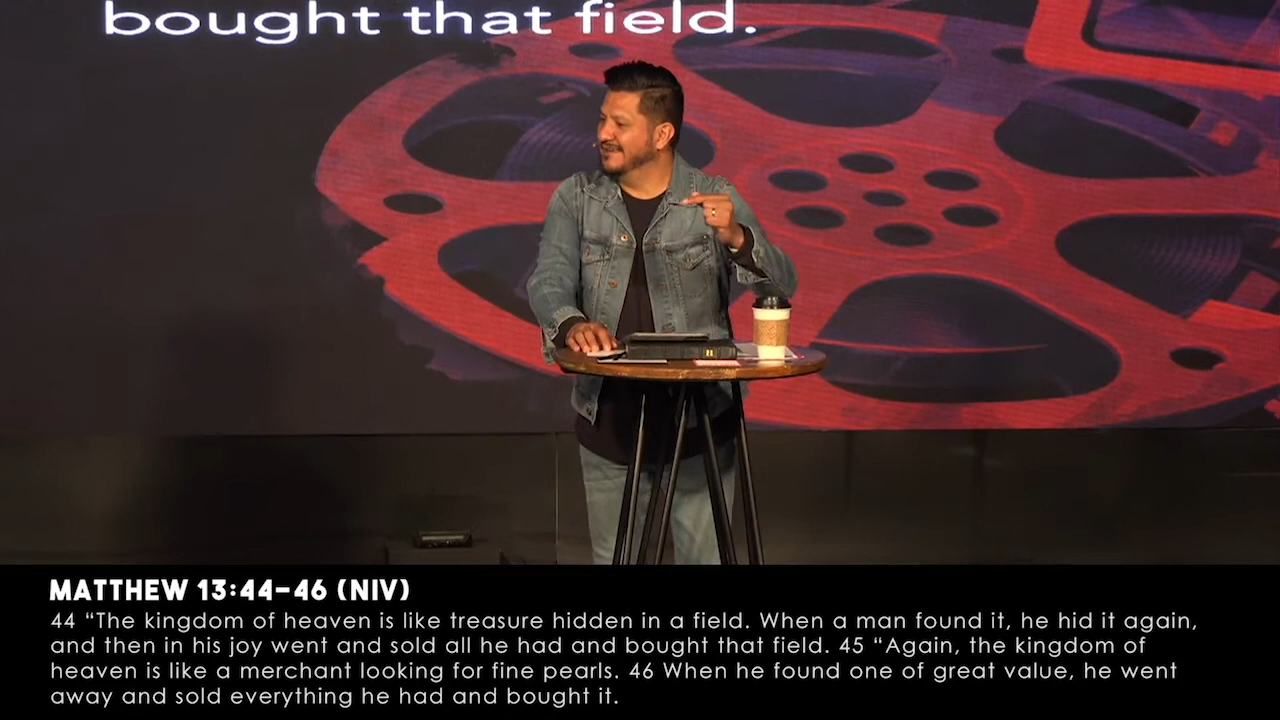 bought that field.
MATTHEW 13:44-46 (NIV)
44 “The kingdom of heaven is like treasure hidden in a field. When a man found it, he hid it again,
and then in his joy went and sold all he had and bought that field. 45 “Again, the kingdom of
heaven is like a merchant looking for fine pearls. 46 When he found one of great value, he went
away and sold everything he had and bought it.